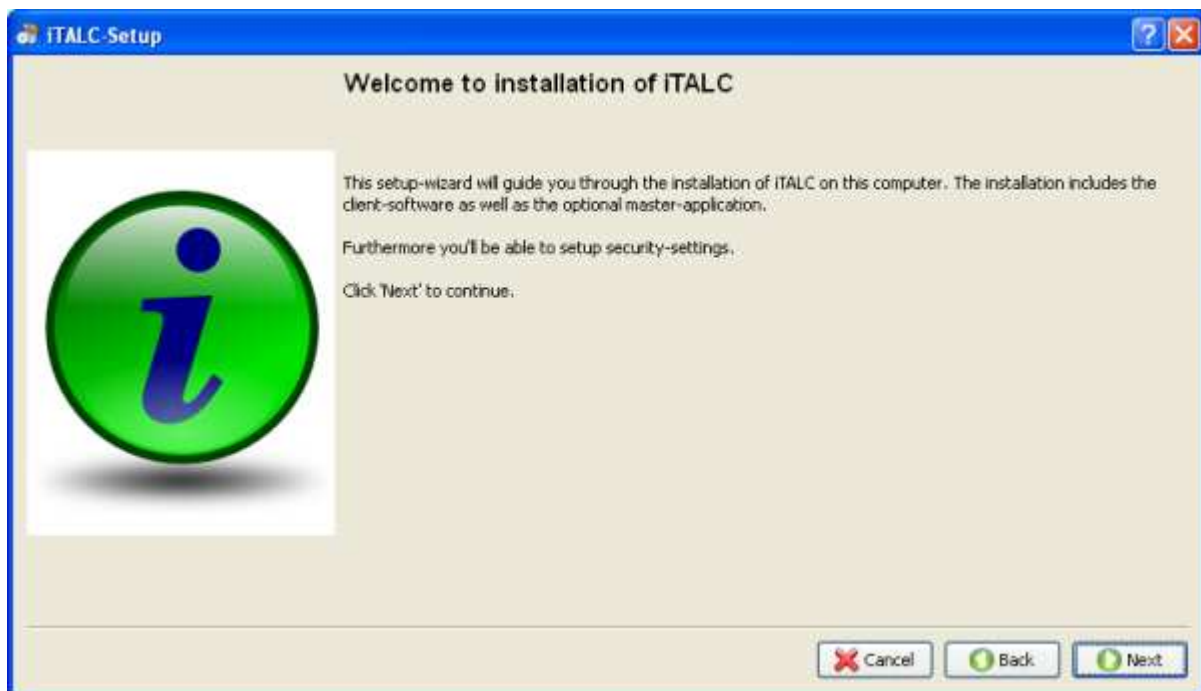 iTALC-Setup
Welcome to installation of iTALC
This setup-wizard will guide you through the installation of iTALC on this computer. The installation includes the
client-software as well as the optional master-application.
Furthermore you'll be able to setup security-settings.
Click 'Next' to continue.
Cancel Back Next